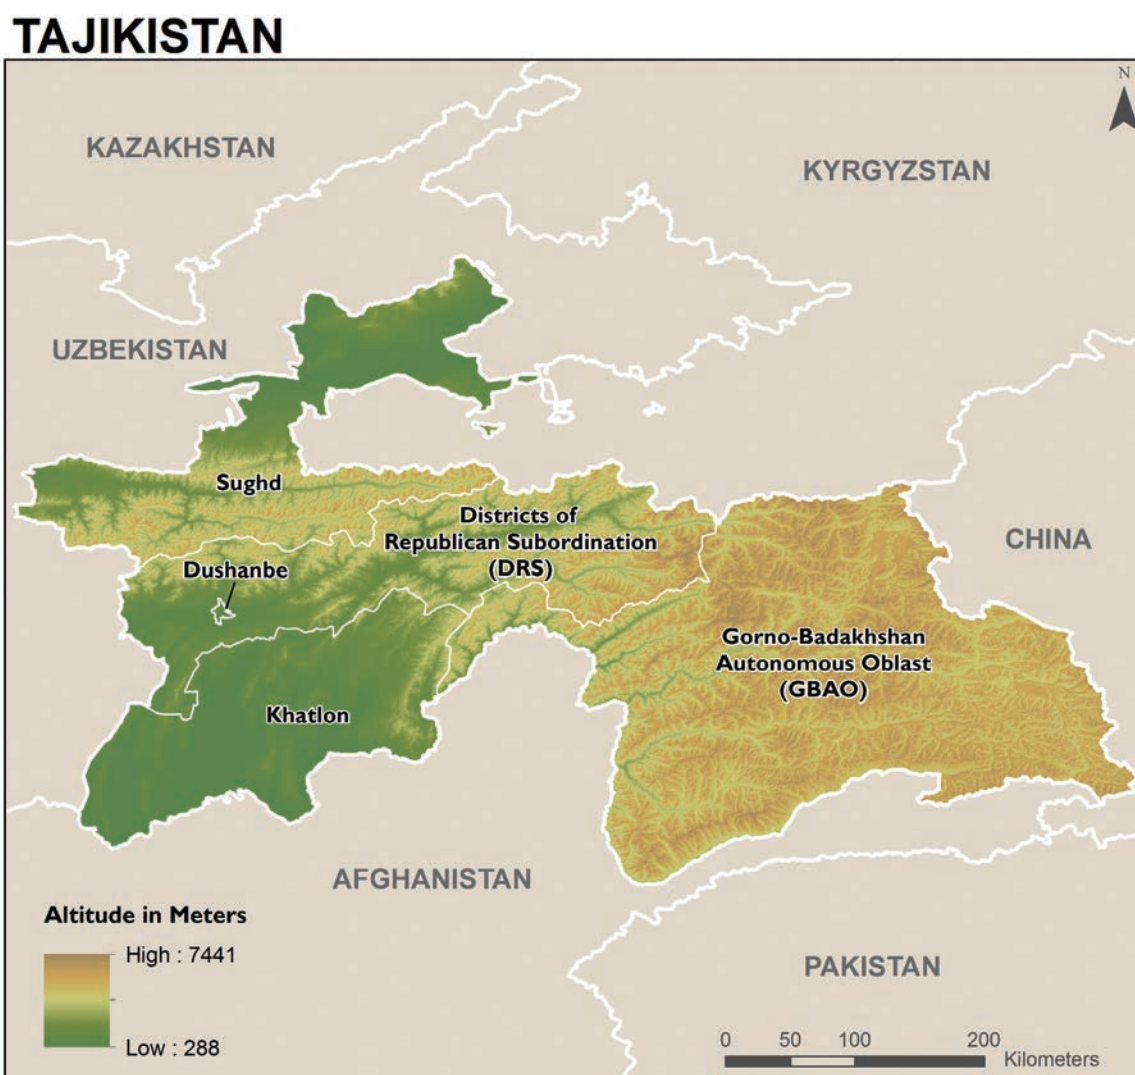 TAJIKISTAN
N
KAZAKHSTAN
KYRGYZSTAN
UZBEKISTAN
Sughd
Districts of
Republican Subordination
(DRS)
CHINA
Dushanbe
Gorno-Badakhshan
Autonomous Oblast
(GBAO)
Khatlon
AFGHANISTAN
Altitude in Meters
High : 7441
Low : 288
PAKISTAN
0 50 100 200
Kilometers